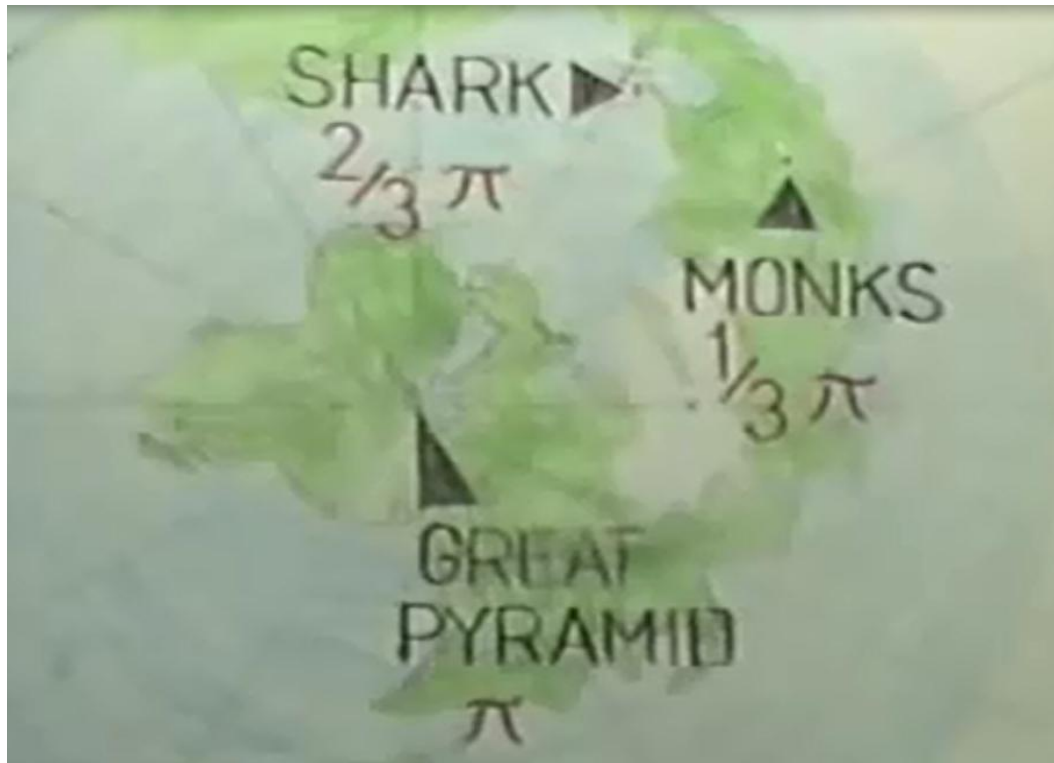 SHARK
2/3 π
MONKS
1/3 π
GREAT
PYRAMID
π